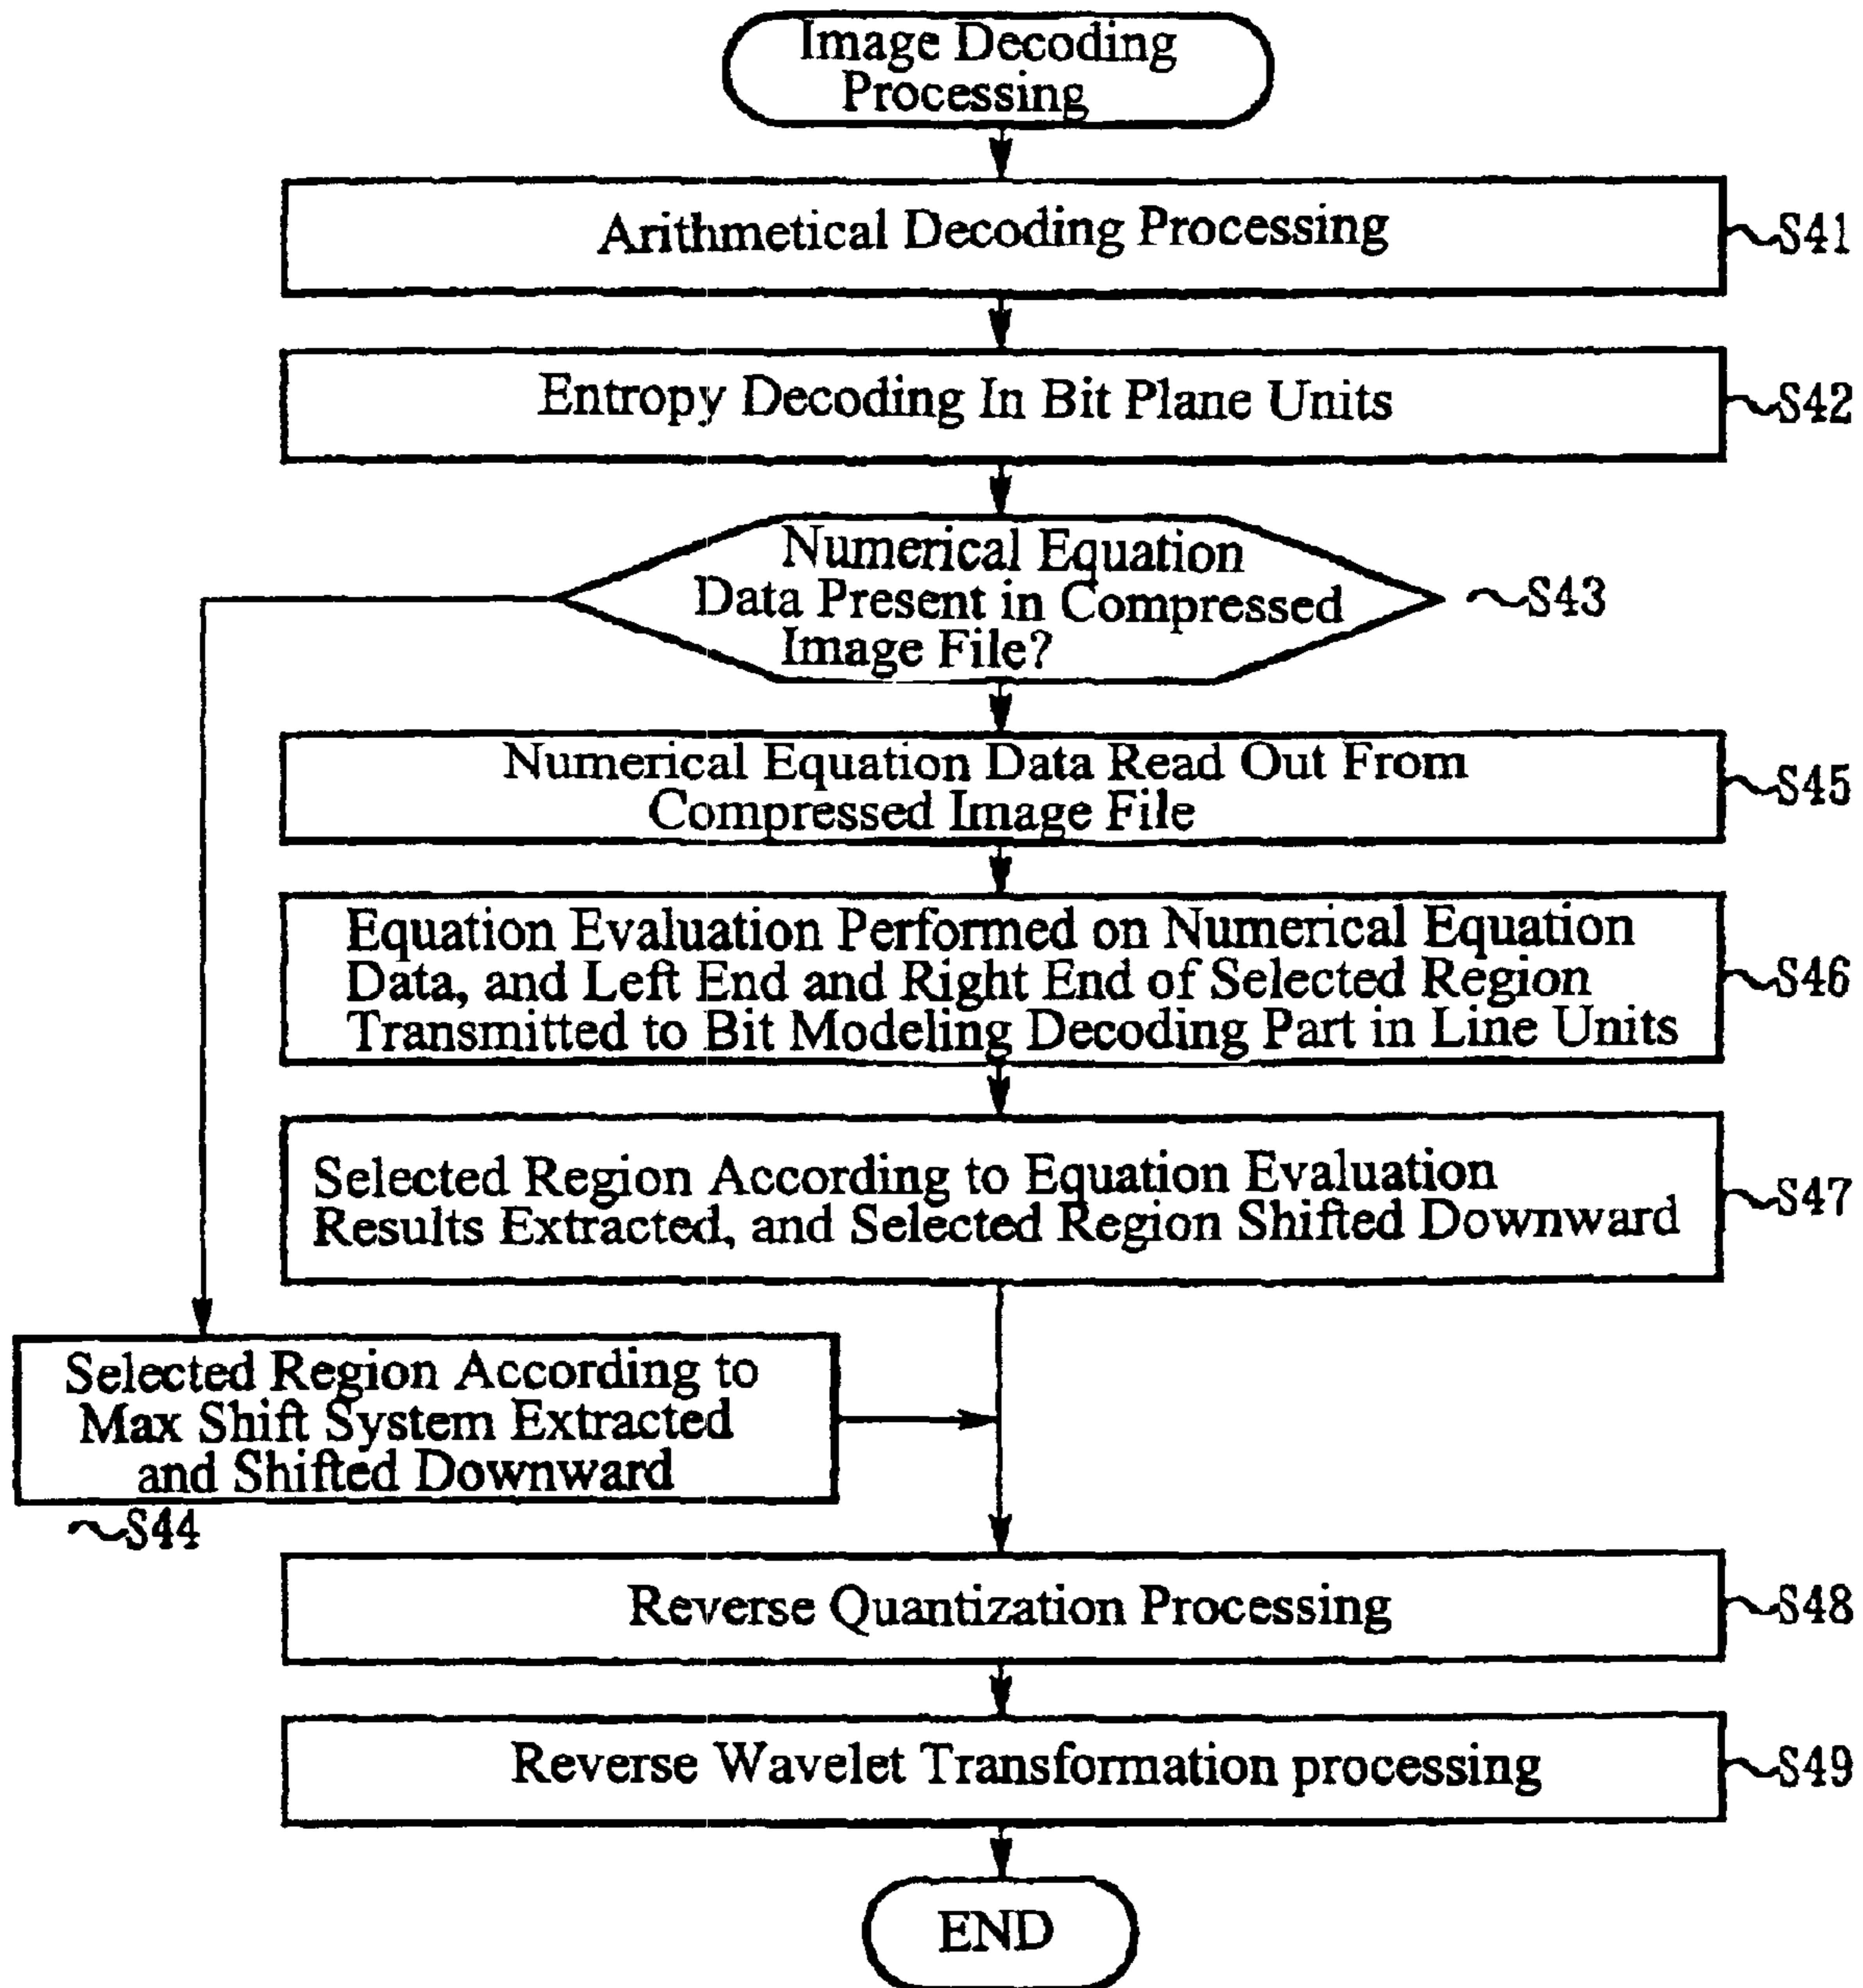 Image Decoding
Processing
Arithmetical Decoding Processing
~S41
Entropy Decoding In Bit Plane Units
~S42
Numerical Equation
Data Present in Compressed
Image File?
~S43
Numerical Equation Data Read Out From
Compressed Image File
~S45
Equation Evaluation Performed on Numerical Equation
Data, and Left End and Right End of Selected Region
Transmitted to Bit Modeling Decoding Part in Line Units
~S46
Selected Region According to Equation Evaluation
Results Extracted, and Selected Region Shifted Downward
~S47
Selected Region According to
Max Shift System Extracted
and Shifted Downward
~S44
Reverse Quantization Processing
~S48
Reverse Wavelet Transformation processing
~S49
END